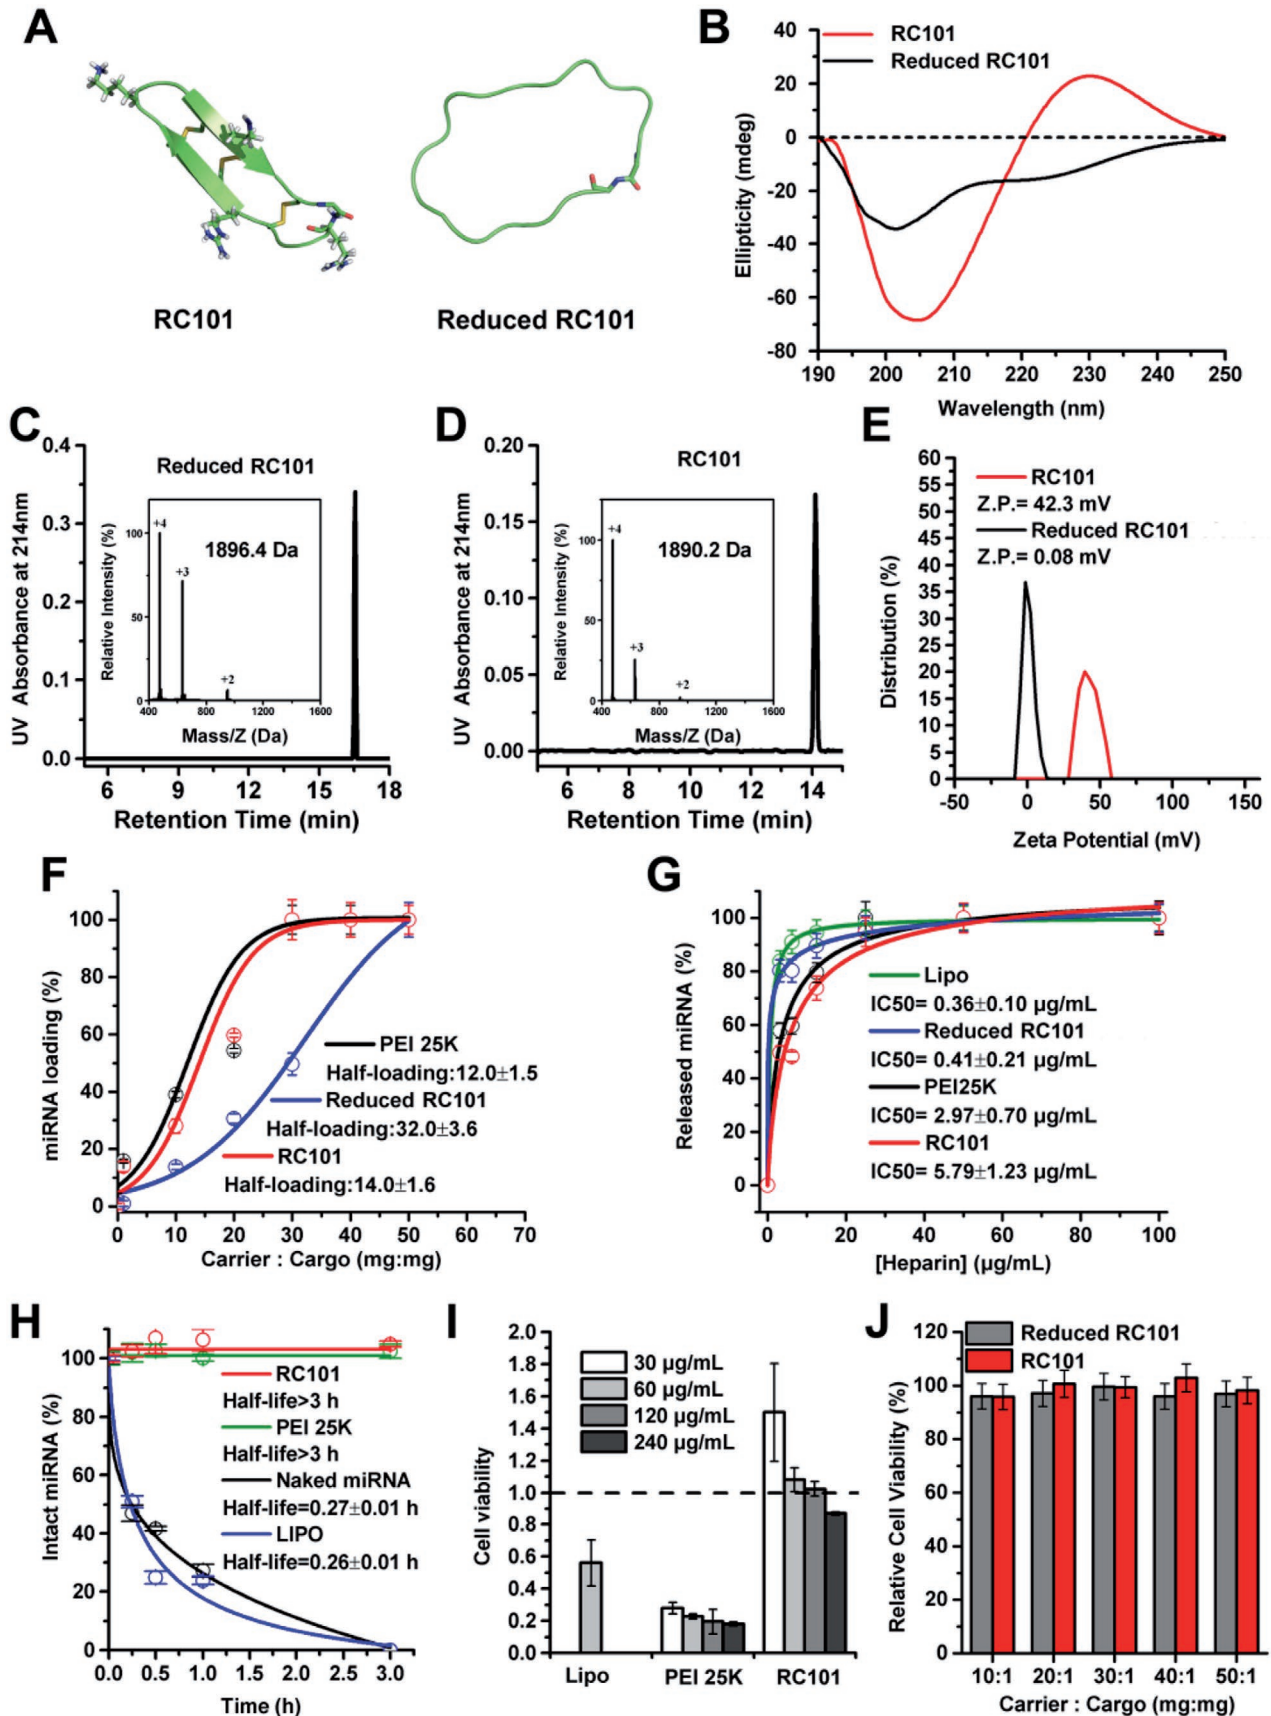 A
RC101
Reduced RC101
B
RC101
Reduced RC101
Ellipticity (mdeg)
40
20
0
-20
-40
-60
-80
190 200 210 220 230 240 250
Wavelength (nm)
C
Reduced RC101
UV Absorbance at 214nm
0.4
0.3
0.2
0.1
0.0
Relative Intensity (%)
100
50
0
+4
+3
+2
1896.4 Da
400 800 1200 1600
Mass/Z (Da)
6 9 12 15 18
Retention Time (min)
D
RC101
UV Absorbance at 214nm
0.20
0.15
0.10
0.05
0.00
Relative Intensity (%)
100
50
0
+4
+3
+2
1890.2 Da
400 800 1200 1600
Mass/Z (Da)
6 8 10 12 14
Retention Time (min)
E
RC101
Z.P.= 42.3 mV
Reduced RC101
Z.P.= 0.08 mV
Distribution (%)
60
55
50
45
40
35
30
25
20
15
10
5
0
-50 0 50 100 150
Zeta Potential (mV)
F
miRNA loading (%)
100
80
60
40
20
0
PEI 25K
Half-loading:12.0±1.5
Reduced RC101
Half-loading:32.0±3.6
RC101
Half-loading:14.0±1.6
0 10 20 30 40 50 60 70
Carrier : Cargo (mg:mg)
G
Released miRNA (%)
100
80
60
40
20
0
Lipo
IC50= 0.36±0.10 µg/mL
Reduced RC101
IC50= 0.41±0.21 µg/mL
PEI25K
IC50= 2.97±0.70 µg/mL
RC101
IC50= 5.79±1.23 µg/mL
0 20 40 60 80 100
[Heparin] (µg/mL)
H
Intact miRNA (%)
100
80
60
40
20
0
RC101
Half-life>3 h
PEI 25K
Half-life>3 h
Naked miRNA
Half-life=0.27±0.01 h
LIPO
Half-life=0.26±0.01 h
0.0 0.5 1.0 1.5 2.0 2.5 3.0
Time (h)
I
Cell viability
2.0
1.8
1.6
1.4
1.2
1.0
0.8
0.6
0.4
0.2
0.0
30 µg/mL
60 µg/mL
120 µg/mL
240 µg/mL
Lipo PEI 25K RC101
J
Reduced RC101
RC101
Relative Cell Viability (%)
120
100
80
60
40
20
0
10:1 20:1 30:1 40:1 50:1
Carrier : Cargo (mg:mg)